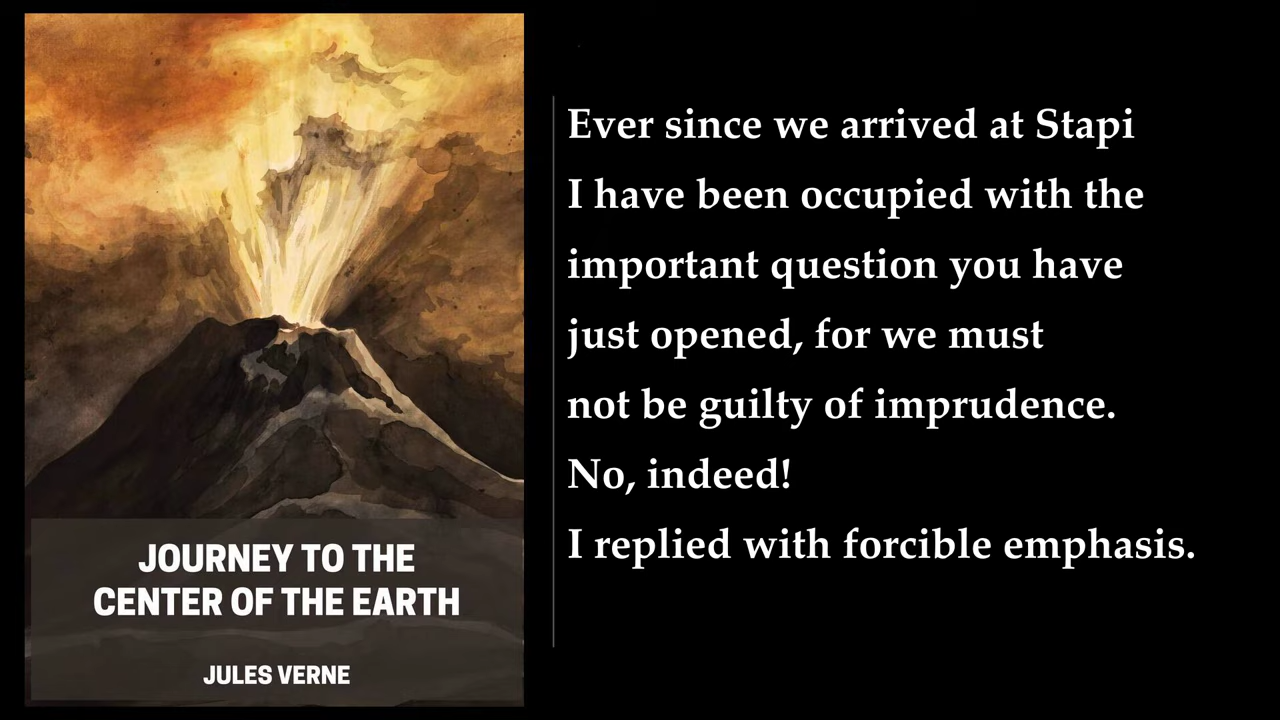 JOURNEY TO THE
CENTER OF THE EARTH
JULES VERNE
Ever since we arrived at Stapi
I have been occupied with the
important question you have
just opened, for we must
not be guilty of imprudence.
No, indeed!
I replied with forcible emphasis.